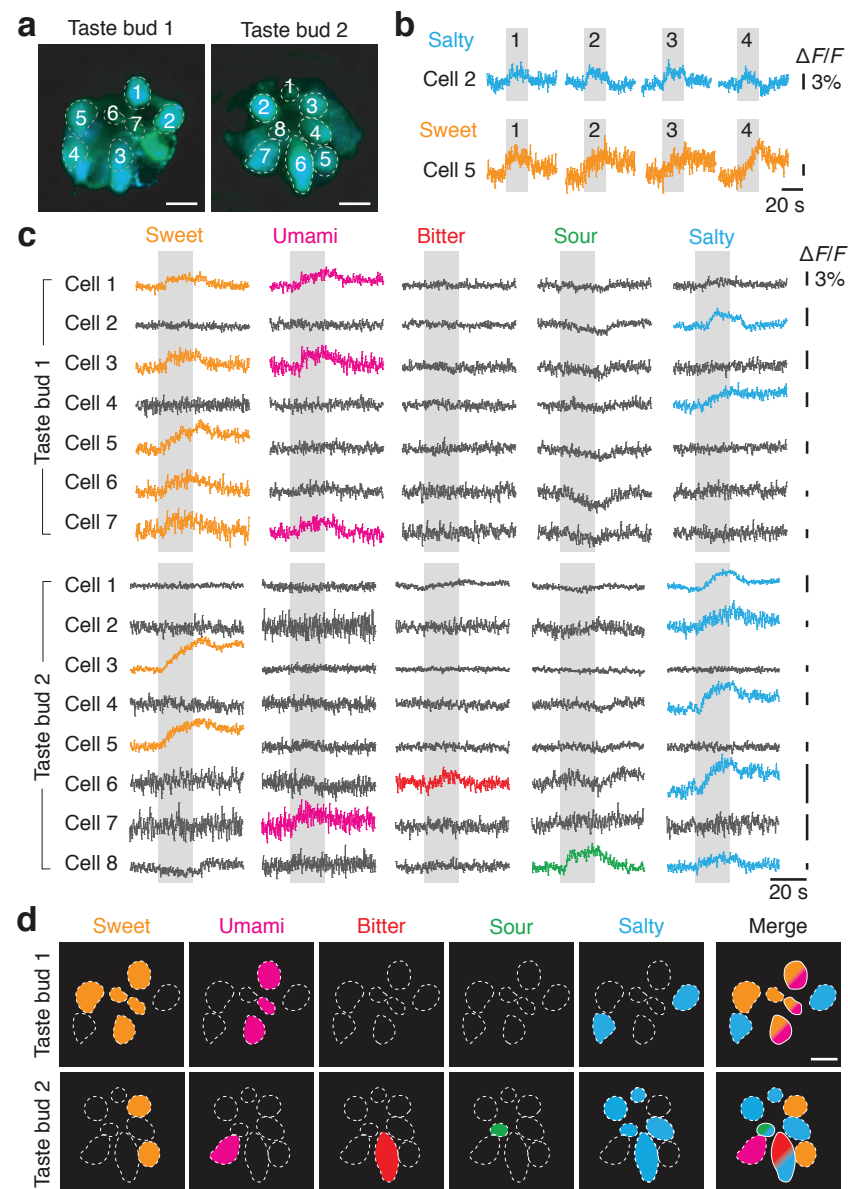 a
Taste bud 1
Taste bud 2
1
2
3
4
5
6
7
1
2
3
4
5
6
7
8
b
Salty
1 2 3 4
Cell 2
ΔF/F
3%
Sweet
1 2 3 4
Cell 5
20 s
c
Sweet Umami Bitter Sour Salty
ΔF/F
3%
Taste bud 1
Cell 1
Cell 2
Cell 3
Cell 4
Cell 5
Cell 6
Cell 7
Taste bud 2
Cell 1
Cell 2
Cell 3
Cell 4
Cell 5
Cell 6
Cell 7
Cell 8
20 s
d
Sweet Umami Bitter Sour Salty Merge
Taste bud 1
Taste bud 2